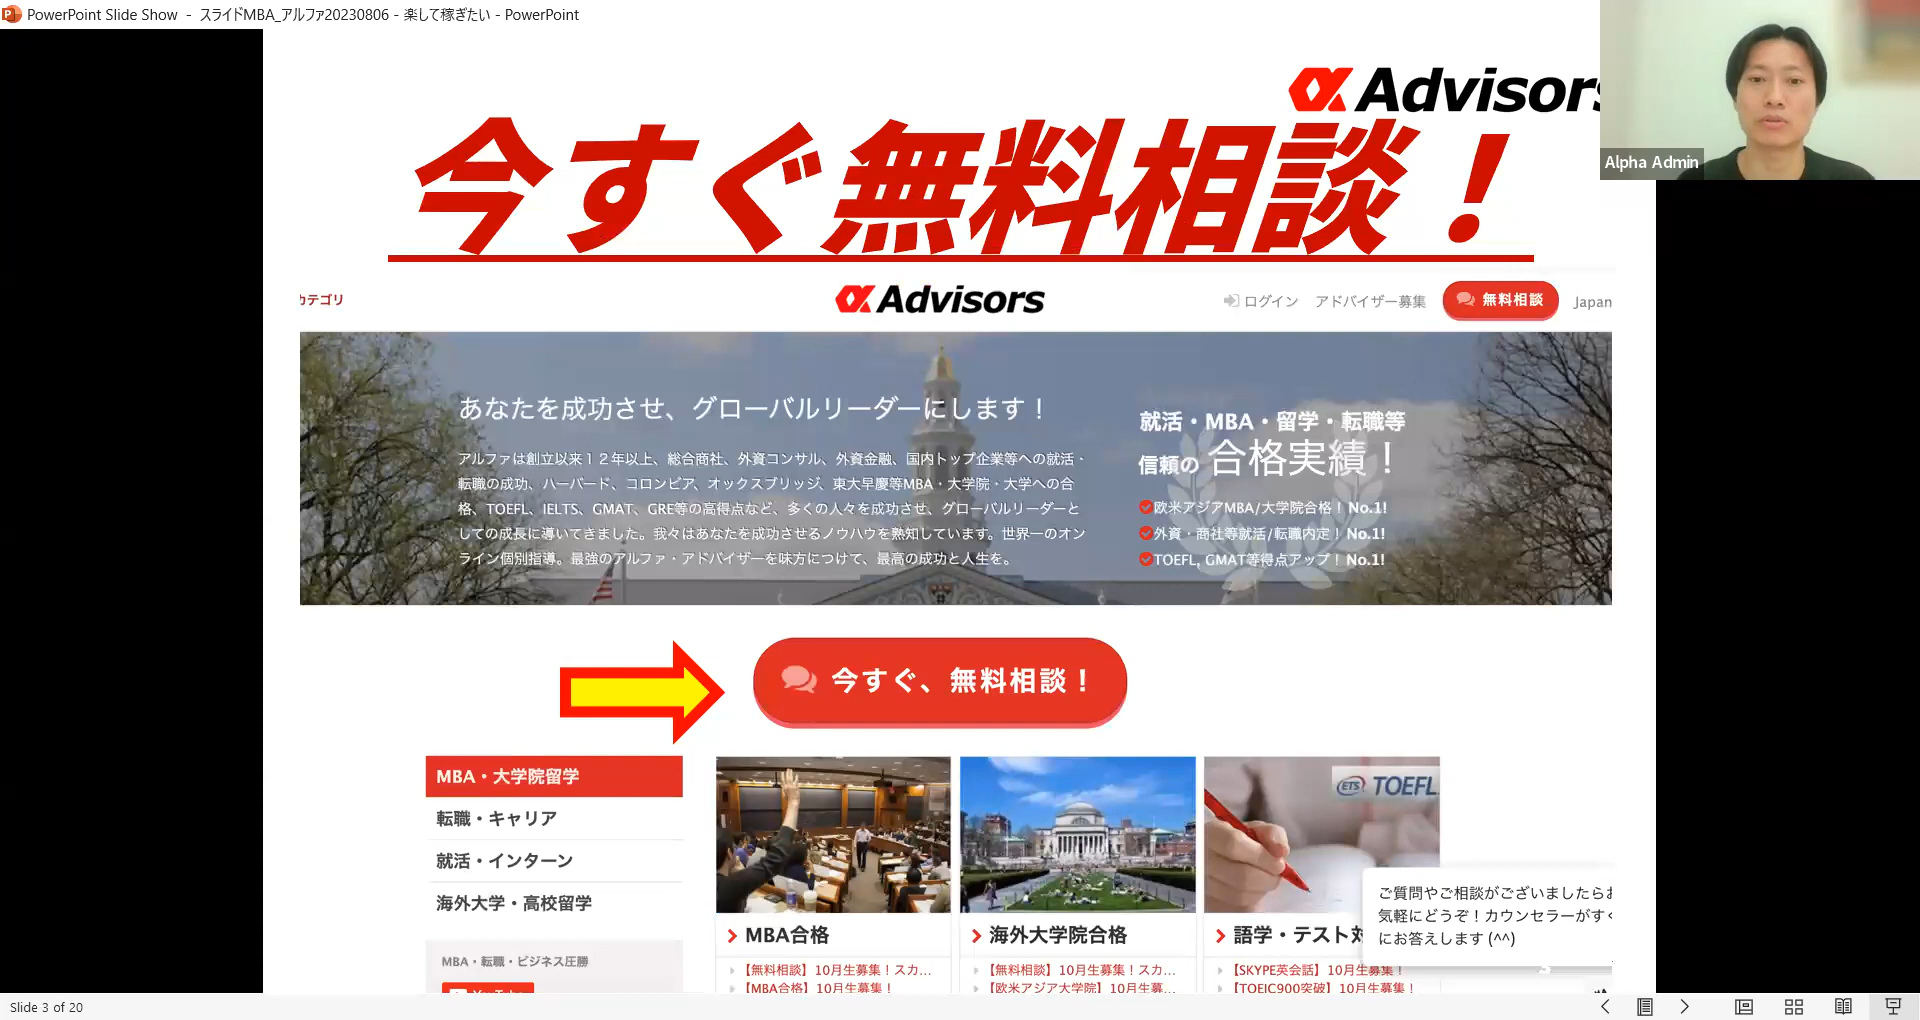 PowerPoint Slide Show - スライドMBA_アルファ20230806 - 楽して稼ぎたい - PowerPoint
Advisors
Alpha Admin
今すぐ無料相談！
カテゴリ
Advisors
ログイン
アドバイザー募集
無料相談
Japan
あなたを成功させ、グローバルリーダーにします！
アルファは創立以来１２年以上、総合商社、外資コンサル、外資金融、国内トップ企業等への就活・
転職の成功、ハーバード、コロンビア、オックスブリッジ、東大早慶等MBA・大学院・大学への合
格、TOEFL、IELTS、GMAT、GRE等の高得点など、多くの人々を成功させ、グローバルリーダーと
しての成長に導いてきました。我々はあなたを成功させるノウハウを熟知しています。世界一のオン
ライン個別指導。最強のアルファ・アドバイザーを味方につけて、最高の成功と人生を。
就活・MBA・留学・転職等
信頼の 合格実績！
欧米アジアMBA/大学院合格！No.1!
外資・商社等就活/転職内定！No.1!
TOEFL, GMAT等得点アップ！No.1!
今すぐ、無料相談！
MBA・大学院留学
転職・キャリア
就活・インターン
海外大学・高校留学
MBA・転職・ビジネス圧勝
YouTube
MBA合格
【無料相談】10月生募集！スカ...
【MBA合格】10月生募集！
海外大学院合格
【無料相談】10月生募集！スカ...
【欧米アジア大学院】10月生募...
ETS TOEFL
語学・テスト対
【SKYPE英会話】10月生募集！
【TOEIC900突破】10月生募集！
ご質問やご相談がございましたらお
気軽にどうぞ！カウンセラーがすぐ
にお答えします (^^)
Slide 3 of 20